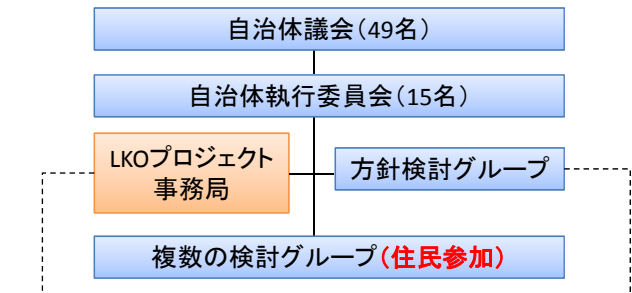 自治体議会（49名）
自治体執行委員会（15名）
LKOプロジェクト
事務局
方針検討グループ
複数の検討グループ（住民参加）